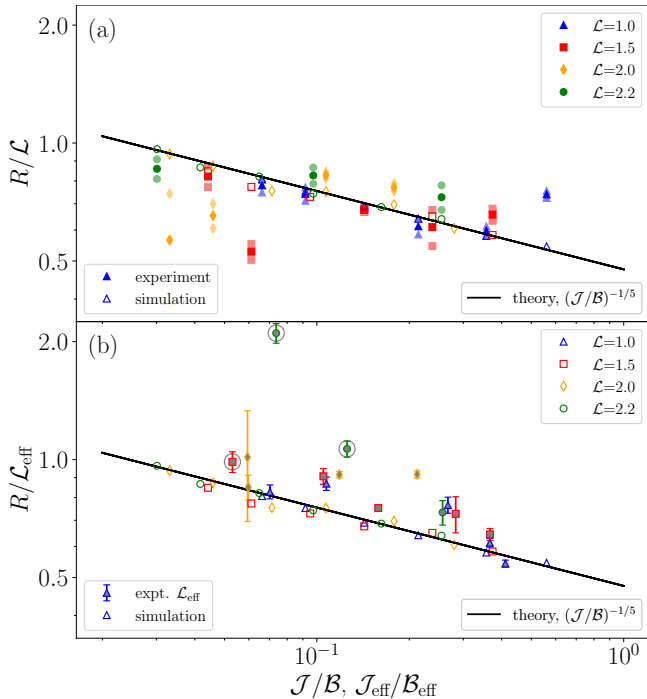 2.0
(a)
ℒ=1.0
ℒ=1.5
ℒ=2.0
ℒ=2.2
1.0
R/ℒ
0.5
experiment
simulation
theory, (𝒥/ℬ)^{-1/5}
(b)
2.0
ℒ=1.0
ℒ=1.5
ℒ=2.0
ℒ=2.2
1.0
R/ℒ_eff
0.5
expt. ℒ_eff
simulation
theory, (𝒥/ℬ)^{-1/5}
10^{-1}
10^{0}
𝒥/ℬ, 𝒥_eff/ℬ_eff